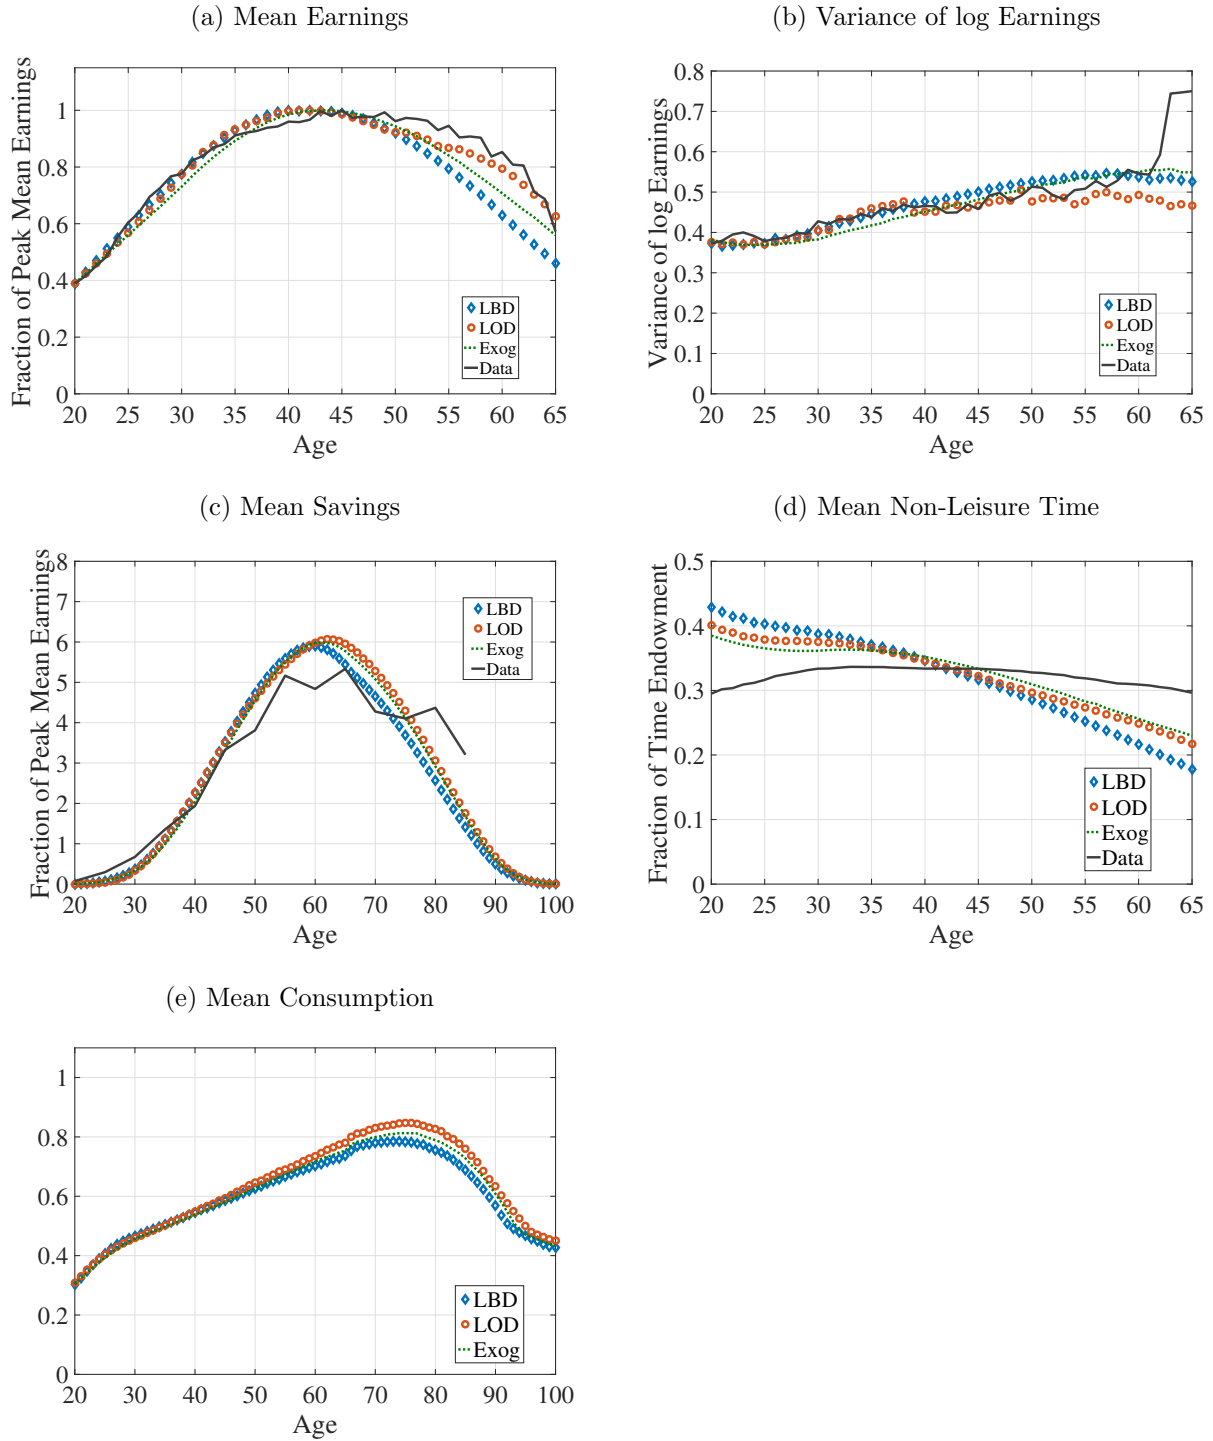 (a) Mean Earnings
Fraction of Peak Mean Earnings
1
0.8
0.6
0.4
0.2
0
20 25 30 35 40 45 50 55 60 65
Age
LBD
LOD
Exog
Data
(b) Variance of log Earnings
Variance of log Earnings
0.8
0.7
0.6
0.5
0.4
0.3
0.2
0.1
0
20 25 30 35 40 45 50 55 60 65
Age
LBD
LOD
Exog
Data
(c) Mean Savings
Fraction of Peak Mean Earnings
8
7
6
5
4
3
2
1
0
20 30 40 50 60 70 80 90 100
Age
LBD
LOD
Exog
Data
(d) Mean Non-Leisure Time
Fraction of Time Endowment
0.5
0.4
0.3
0.2
0.1
0
20 25 30 35 40 45 50 55 60 65
Age
LBD
LOD
Exog
Data
(e) Mean Consumption
1
0.8
0.6
0.4
0.2
0
20 30 40 50 60 70 80 90 100
Age
LBD
LOD
Exog